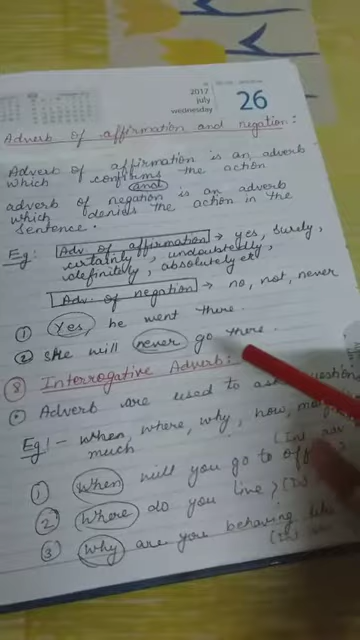 2017
july
wednesday
26
Adverb of affirmation and negation:
Adverb of affirmation is an adverb
which confirms the action
and
adverb of negation is an adverb
which denies the action in the
sentence.
Eg: Adv. of affirmation → yes, surely,
certainly, undoubtedly,
definitely, absolutely etc
Adv. of negation → no, not, never
① Yes, he went there.
② She will never go there.
⑧ Interrogative Adverb:
Adverb are used to ask question
Eg:- When, where, why, how,
much
① When will you go to
② Where do you live?
③ Why are you behaving like